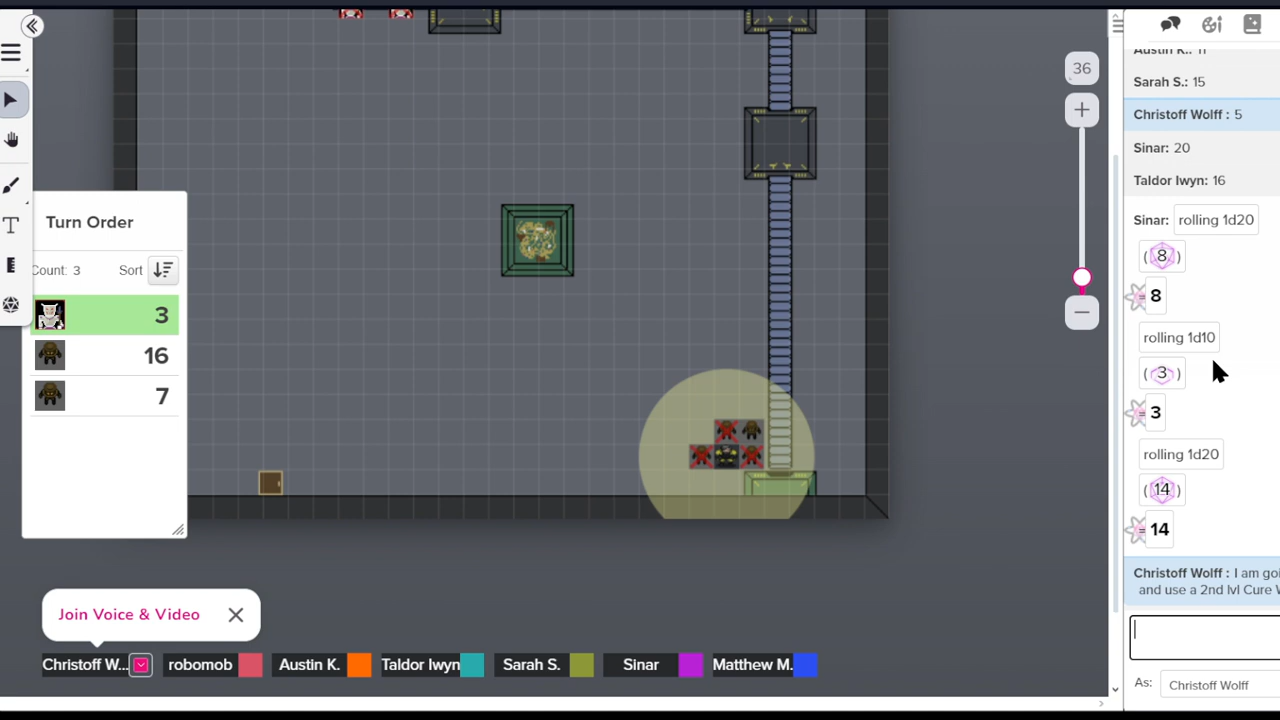 36
Turn Order
Count: 3 Sort
3
16
7
Join Voice & Video
Christoff W... robomob Austin K. Taldor Iwyn Sarah S. Sinar Matthew M.
Austin K.: 11
Sarah S.: 15
Christoff Wolff : 5
Sinar: 20
Taldor Iwyn: 16
Sinar: rolling 1d20
(8)
=8
rolling 1d10
(3)
=3
rolling 1d20
(14)
=14
Christoff Wolff : I am goi
and use a 2nd lvl Cure W
As: Christoff Wolff